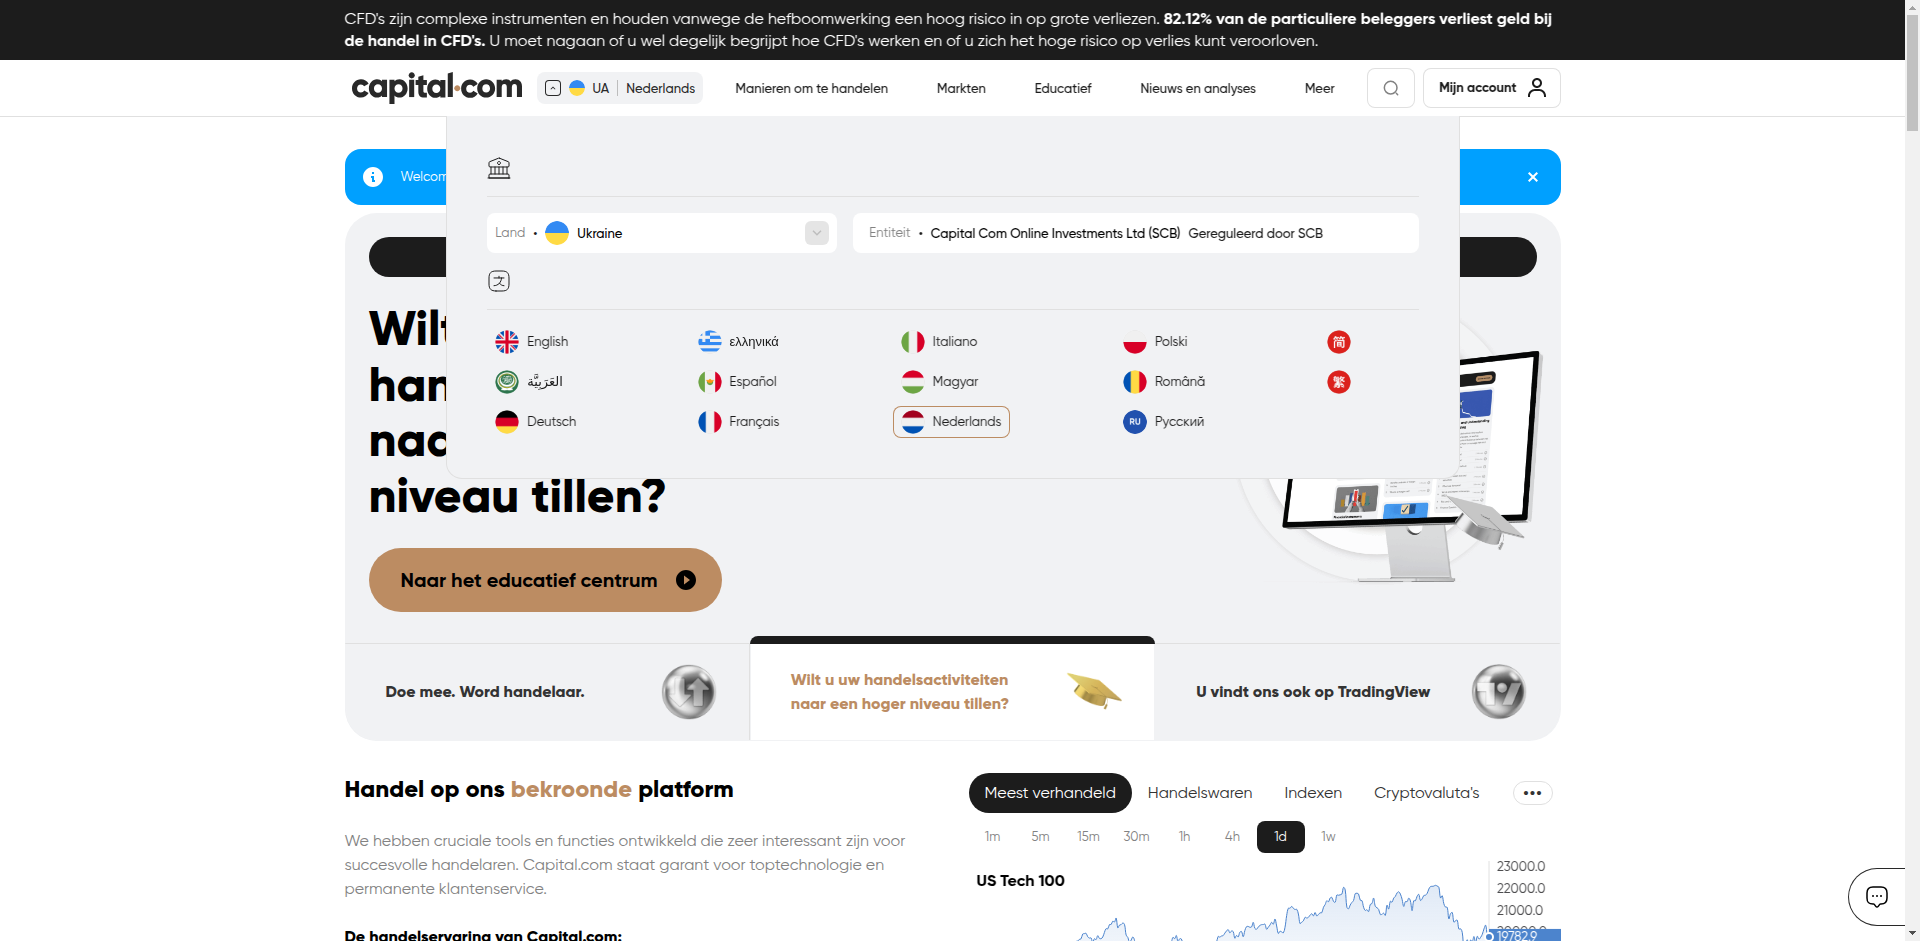 CFD's zijn complexe instrumenten en houden vanwege de hefboomwerking een hoog risico in op grote verliezen. 82.12% van de particuliere beleggers verliest geld bij
de handel in CFD's. U moet nagaan of u wel degelijk begrijpt hoe CFD's werken en of u zich het hoge risico op verlies kunt veroorloven.
capital.com
UA Nederlands
Manieren om te handelen
Markten
Educatief
Nieuws en analyses
Meer
Mijn account
Welcom
Land • Ukraine
Entiteit • Capital Com Online Investments Ltd (SCB) Gereguleerd door SCB
English
ελληνικά
Italiano
Polski
简
العَرَبِيَّة
Español
Magyar
Română
繁
Deutsch
Français
Nederlands
RU Русский
Wilt
han
naa
niveau tillen?
Naar het educatief centrum
Doe mee. Word handelaar.
Wilt u uw handelsactiviteiten
naar een hoger niveau tillen?
U vindt ons ook op TradingView
Handel op ons bekroonde platform
We hebben cruciale tools en functies ontwikkeld die zeer interessant zijn voor
succesvolle handelaren. Capital.com staat garant voor toptechnologie en
permanente klantenservice.
De handelservaring van Capital.com:
Meest verhandeld
Handelswaren
Indexen
Cryptovaluta's
1m 5m 15m 30m 1h 4h 1d 1w
US Tech 100
23000.0
22000.0
21000.0
19782.9